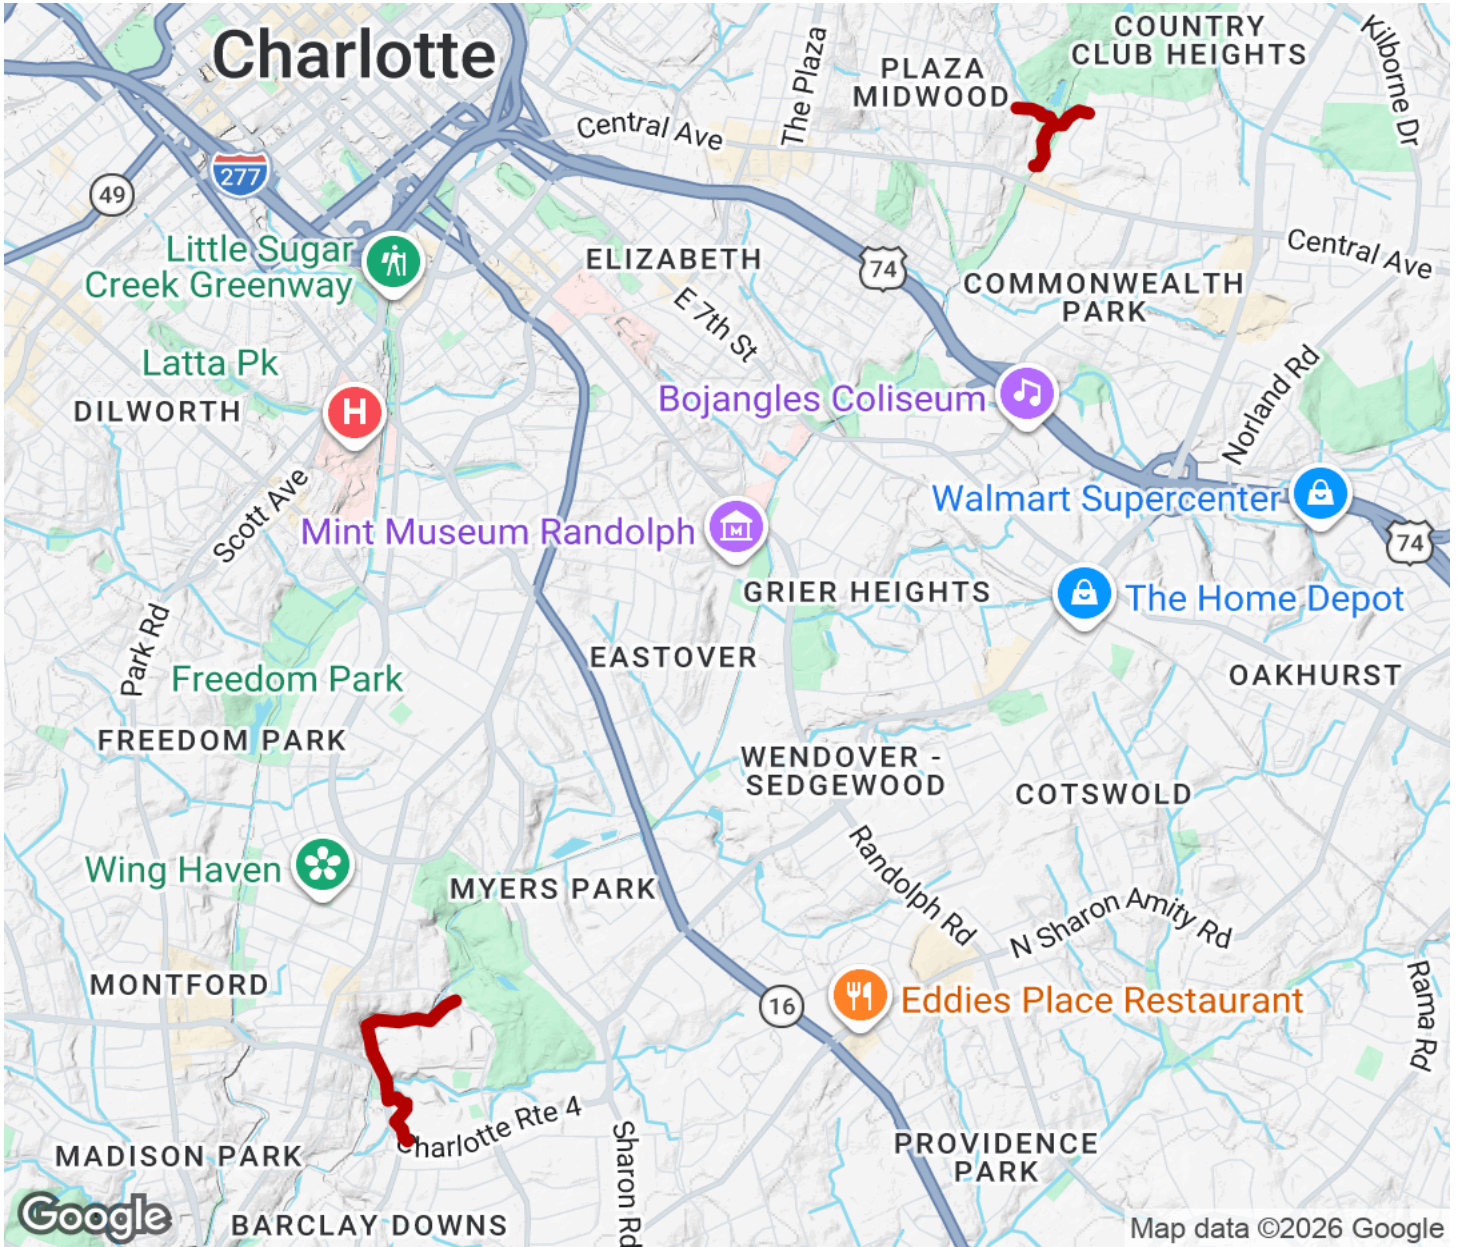 Charlotte
COUNTRY
CLUB HEIGHTS
Kilborne Dr
PLAZA
MIDWOOD
The Plaza
Central Ave
277
49
Little Sugar
Creek Greenway
ELIZABETH
74
Central Ave
COMMONWEALTH
PARK
E 7th St
Latta Pk
DILWORTH
H
Bojangles Coliseum
Norland Rd
Scott Ave
Walmart Supercenter
Mint Museum Randolph
M
74
GRIER HEIGHTS
The Home Depot
Park Rd
EASTOVER
Freedom Park
OAKHURST
FREEDOM PARK
WENDOVER -
SEDGEWOOD
COTSWOLD
Wing Haven
MYERS PARK
Randolph Rd
N Sharon Amity Rd
MONTFORD
16
Eddies Place Restaurant
Rama Rd
Charlotte Rte 4
Sharon Rd
MADISON PARK
PROVIDENCE
PARK
Google
BARCLAY DOWNS
Map data ©2026 Google